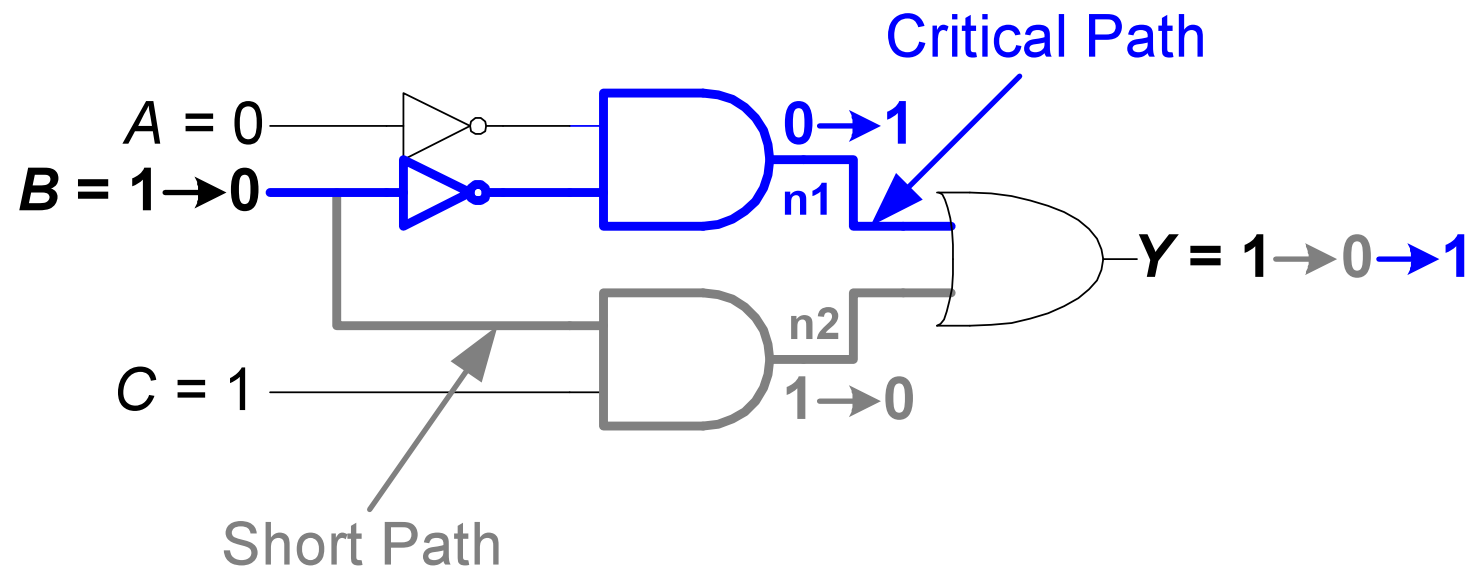 Critical Path
A = 0
0→1
B = 1→0
n1
Y = 1→0→1
n2
C = 1
1→0
Short Path